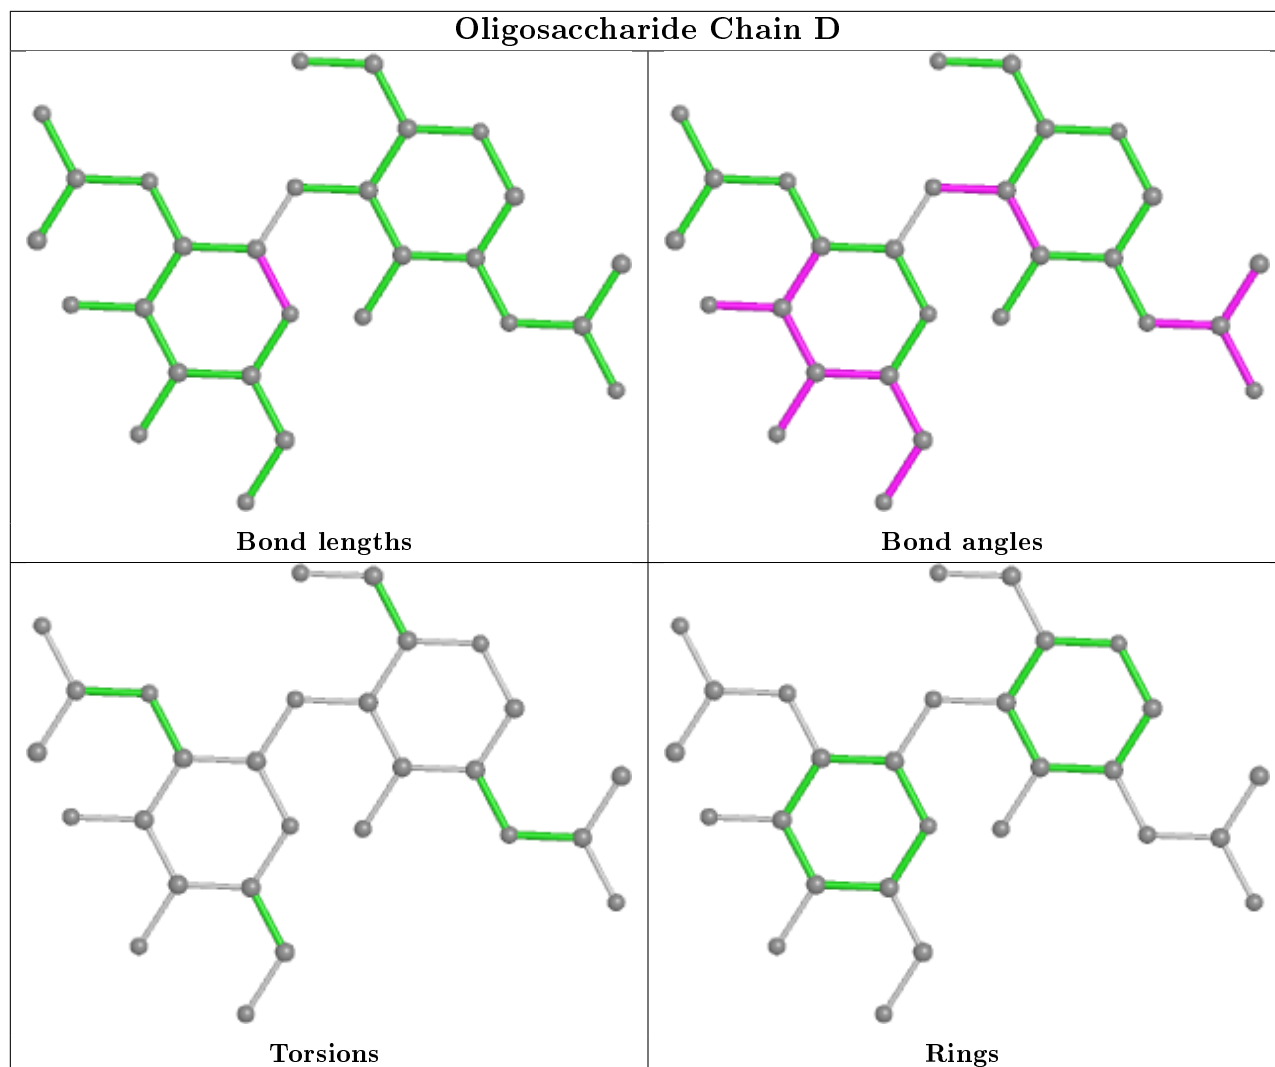 Oligosaccharide Chain D
Bond lengths
Bond angles
Torsions
Rings